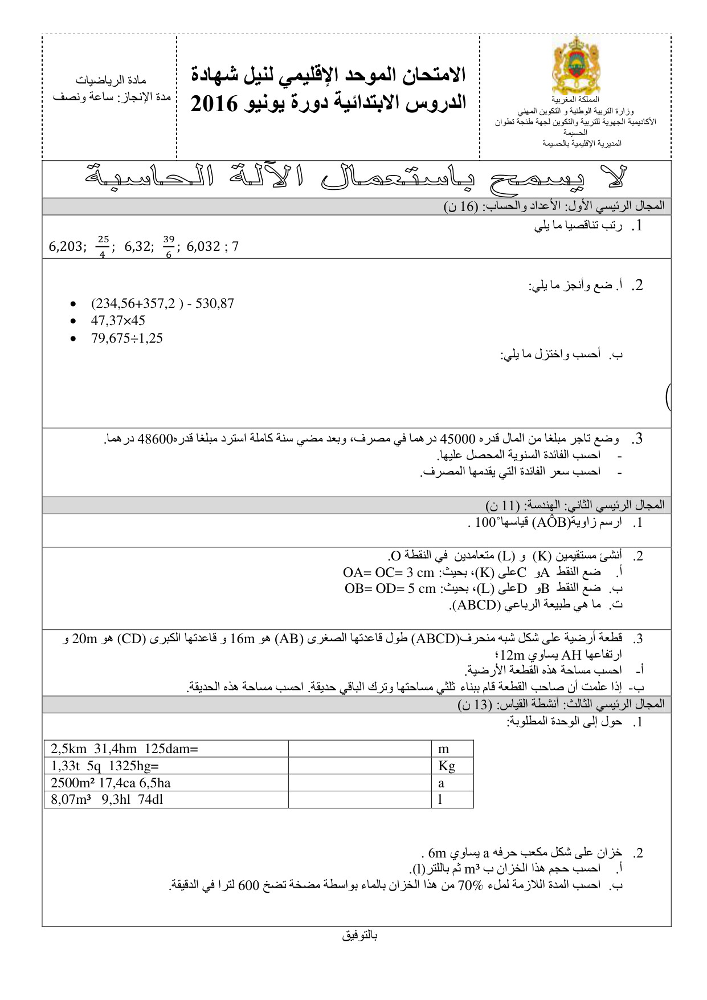 المملكة المغربية
وزارة التربية الوطنية و التكوين المهني
الأكاديمية الجهوية للتربية والتكوين لجهة طنجة تطوان
الحسيمة
المديرية الإقليمية بالحسيمة
الامتحان الموحد الإقليمي لنيل شهادة
الدروس الابتدائية دورة يونيو 2016
مادة الرياضيات
مدة الإنجاز: ساعة ونصف
لا يسمح باستعمال الآلة الحاسبة
المجال الرئيسي الأول: الأعداد والحساب: (16 ن)
1. رتب تناقصيا ما يلي
6,203; 25/4; 6,32; 39/6; 6,032 ; 7
2. أ. ضع وأنجز ما يلي:
• (234,56+357,2 ) - 530,87
• 47,37×45
• 79,675÷1,25
ب. أحسب واختزل ما يلي:
(
3. وضع تاجر مبلغا من المال قدره 45000 درهما في مصرف، وبعد مضي سنة كاملة استرد مبلغا قدره48600 درهما.
- احسب الفائدة السنوية المحصل عليها.
- احسب سعر الفائدة التي يقدمها المصرف.
المجال الرئيسي الثاني: الهندسة: (11 ن)
1. ارسم زاوية(AÔB) قياسها°100 .
2. أنشئ مستقيمين (K) و (L) متعامدين في النقطة O.
أ. ضع النقط A و C على (K)، بحيث: OA= OC= 3 cm
ب. ضع النقط B و D على (L)، بحيث: OB= OD= 5 cm
ت. ما هي طبيعة الرباعي (ABCD).
3. قطعة أرضية على شكل شبه منحرف(ABCD) طول قاعدتها الصغرى (AB) هو 16m و قاعدتها الكبرى (CD) هو 20m و
ارتفاعها AH يساوي 12m؛
أ- احسب مساحة هذه القطعة الأرضية.
ب- إذا علمت أن صاحب القطعة قام ببناء ثلثي مساحتها وترك الباقي حديقة. احسب مساحة هذه الحديقة.
المجال الرئيسي الثالث: أنشطة القياس: (13 ن)
1. حول إلى الوحدة المطلوبة:
2,5km 31,4hm 125dam= m
1,33t 5q 1325hg= Kg
2500m² 17,4ca 6,5ha a
8,07m³ 9,3hl 74dl l
2. خزان على شكل مكعب حرفه a يساوي 6m .
أ. احسب حجم هذا الخزان ب m³ ثم باللتر(l).
ب. احسب المدة اللازمة لملء 70% من هذا الخزان بالماء بواسطة مضخة تضخ 600 لترا في الدقيقة.
بالتوفيق